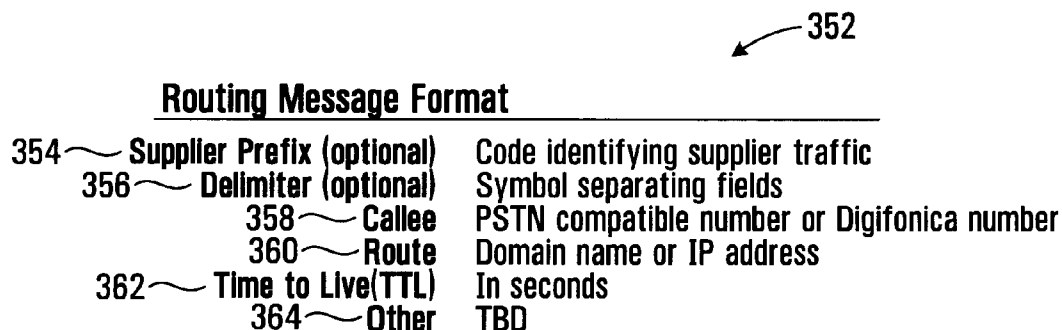 352
Routing Message Format
354 Supplier Prefix (optional) Code identifying supplier traffic
356 Delimiter (optional) Symbol separating fields
358 Callee PSTN compatible number or Digifonica number
360 Route Domain name or IP address
362 Time to Live(TTL) In seconds
364 Other TBD